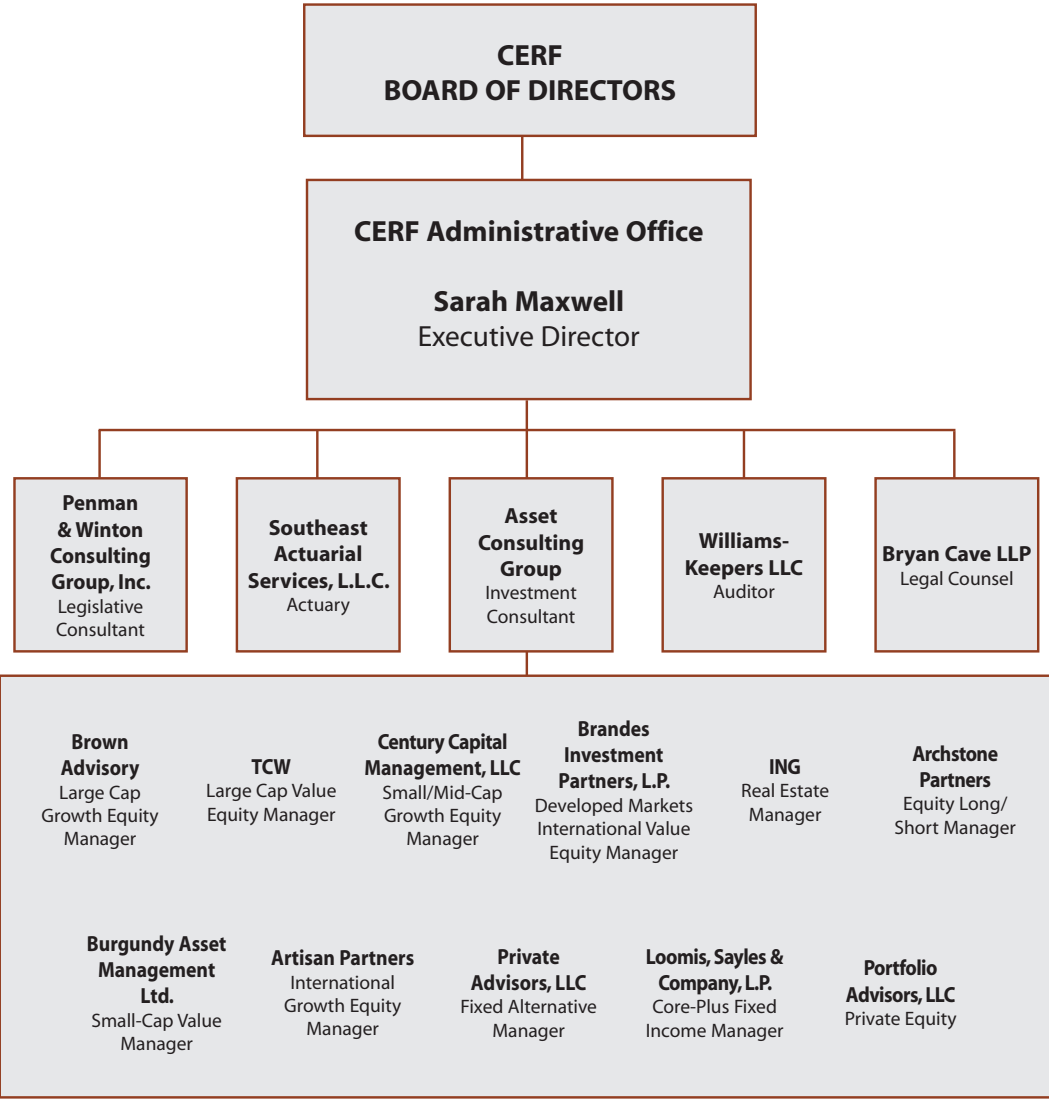 CERF
BOARD OF DIRECTORS
CERF Administrative Office
Sarah Maxwell
Executive Director
Penman
& Winton
Consulting
Group, Inc.
Legislative
Consultant
Southeast
Actuarial
Services, L.L.C.
Actuary
Asset
Consulting
Group
Investment
Consultant
Williams-
Keepers LLC
Auditor
Bryan Cave LLP
Legal Counsel
Brown
Advisory
Large Cap
Growth Equity
Manager
TCW
Large Cap Value
Equity Manager
Century Capital
Management, LLC
Small/Mid-Cap
Growth Equity
Manager
Brandes
Investment
Partners, L.P.
Developed Markets
International Value
Equity Manager
ING
Real Estate
Manager
Archstone
Partners
Equity Long/
Short Manager
Burgundy Asset
Management
Ltd.
Small-Cap Value
Manager
Artisan Partners
International
Growth Equity
Manager
Private
Advisors, LLC
Fixed Alternative
Manager
Loomis, Sayles &
Company, L.P.
Core-Plus Fixed
Income Manager
Portfolio
Advisors, LLC
Private Equity